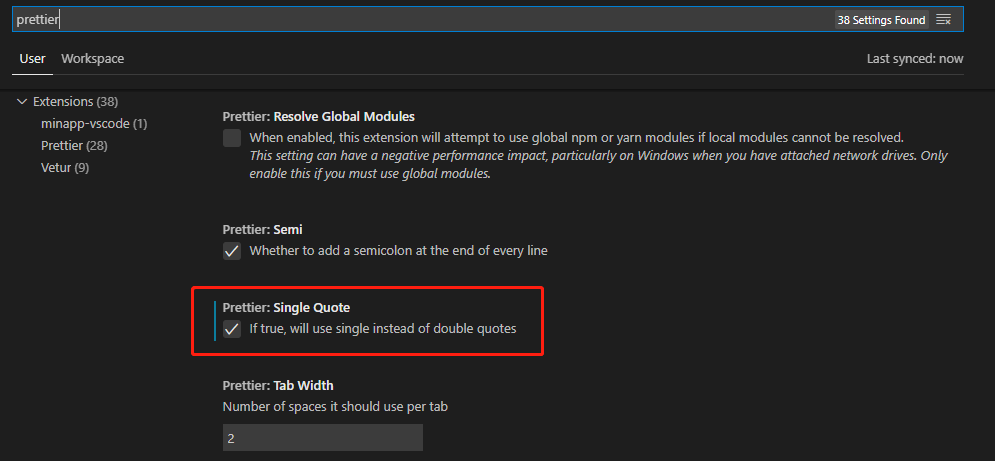 prettier
38 Settings Found
User Workspace
Last synced: now
Extensions (38)
minapp-vscode (1)
Prettier (28)
Vetur (9)
Prettier: Resolve Global Modules
When enabled, this extension will attempt to use global npm or yarn modules if local modules cannot be resolved.
This setting can have a negative performance impact, particularly on Windows when you have attached network drives. Only
enable this if you must use global modules.
Prettier: Semi
Whether to add a semicolon at the end of every line
Prettier: Single Quote
If true, will use single instead of double quotes
Prettier: Tab Width
Number of spaces it should use per tab
2